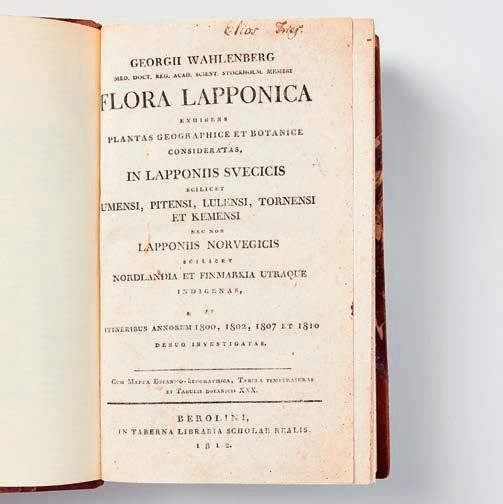 Elias Fries.
GEORGII WAHLENBERG
MED. DOCT. REG. ACAD. SCIENT. STOCKHOLM. MEMBRI
FLORA LAPPONICA
EXHIBENS
PLANTAS GEOGRAPHICE ET BOTANICE
CONSIDERATAS,
IN LAPPONIIS SVECICIS
SCILICET
UMENSI, PITENSI, LULENSI, TORNENSI
ET KEMENSI
NEC NON
LAPPONIIS NORVEGICIS
SCILICET
NORDLANDIA ET FINMARKIA UTRAQUE
INDIGENAS,
ET
ITINERIBUS ANNORUM 1800, 1802, 1807 ET 1810
DENUO INVESTIGATAS.
CUM MAPPA BOTANICO-GEOGRAPHICA, TABULA TEMPERATURAE
ET TABULIS BOTANICIS XXX.
BEROLINI,
IN TABERNA LIBRARIA SCHOLAE REALIS.
1812.